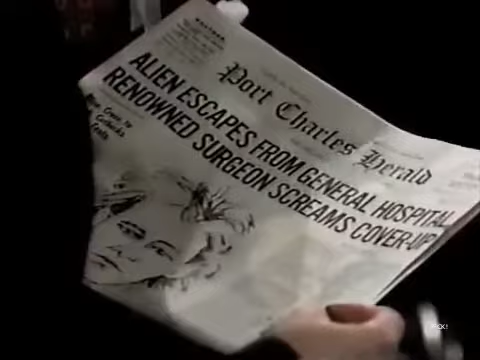 Port Charles Herald
ALIEN ESCAPES FROM GENERAL HOSPITAL
RENOWNED SURGEON SCREAMS COVER-UP!